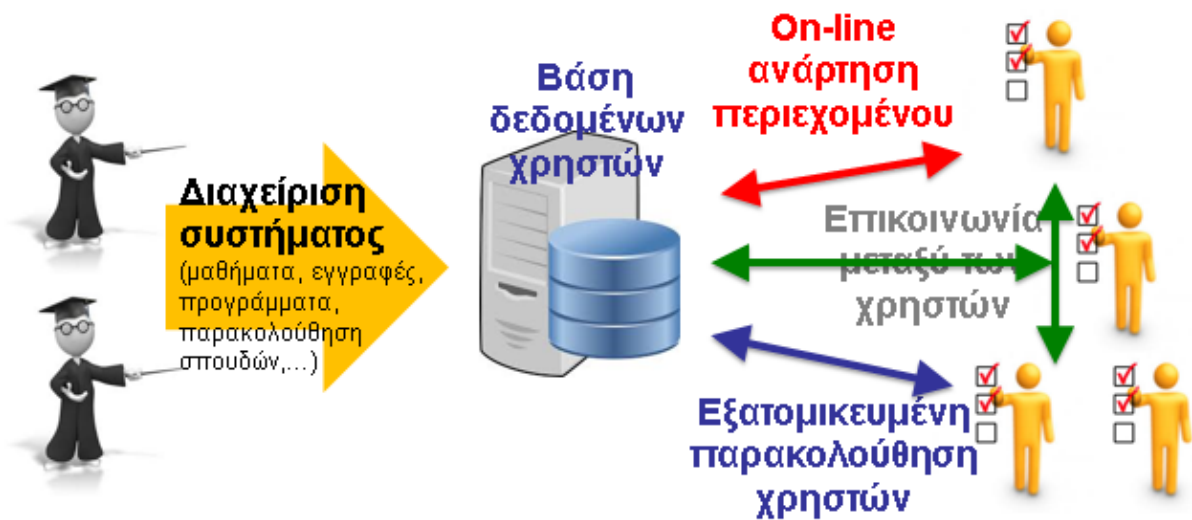 Διαχείριση
συστήματος
(μαθήματα, εγγραφές,
προγράμματα,
παρακολούθηση
σπουδών,...)
Βάση
δεδομένων
χρηστών
On-line
ανάρτηση
περιεχομένου
Επικοινωνία
μεταξύ των
χρηστών
Εξατομικευμένη
παρακολούθηση
χρηστών